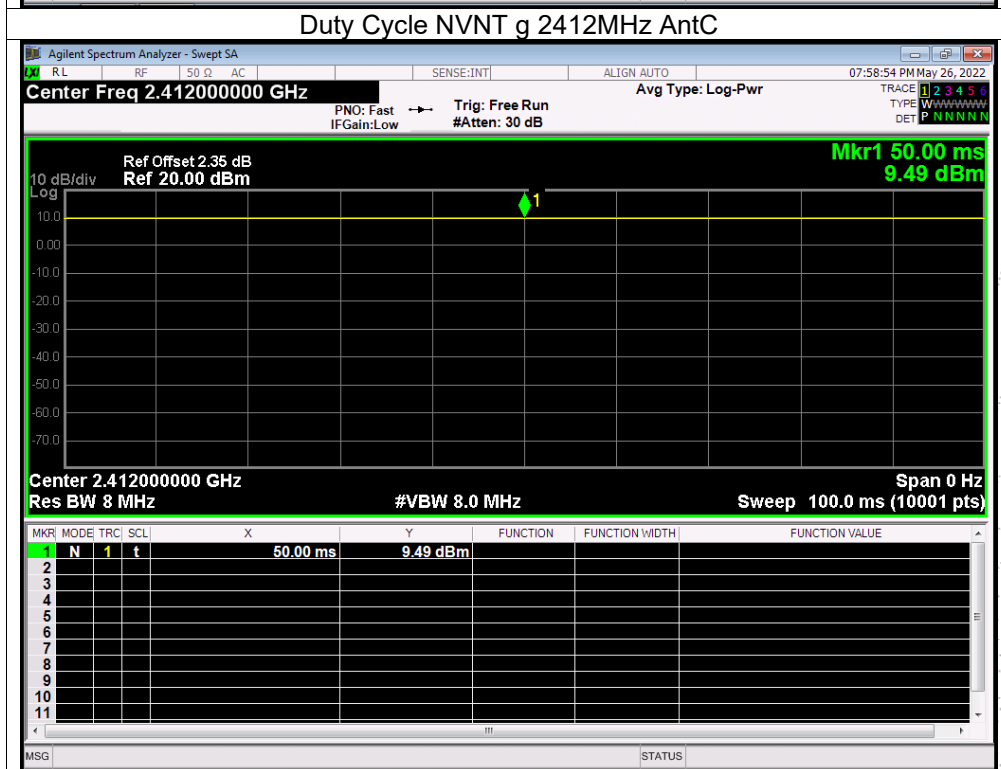 Duty Cycle NVNT g 2412MHz AntC
Agilent Spectrum Analyzer - Swept SA
LXI RL RF 50 Ω AC SENSE:INT ALIGN AUTO 07:58:54 PM May 26, 2022
Center Freq 2.412000000 GHz Avg Type: Log-Pwr TRACE 1 2 3 4 5 6
PNO: Fast Trig: Free Run TYPE WWWWWW
IFGain:Low #Atten: 30 dB DET P N N N N N
Mkr1 50.00 ms
Ref Offset 2.35 dB
10 dB/div Ref 20.00 dBm 9.49 dBm
Log
1
10.0
0.00
-10.0
-20.0
-30.0
-40.0
-50.0
-60.0
-70.0
Center 2.412000000 GHz Span 0 Hz
Res BW 8 MHz #VBW 8.0 MHz Sweep 100.0 ms (10001 pts)
MKR MODE TRC SCL X Y FUNCTION FUNCTION WIDTH FUNCTION VALUE
1 N 1 t 50.00 ms 9.49 dBm
2
3
4
5
6
7
8
9
10
11
MSG STATUS